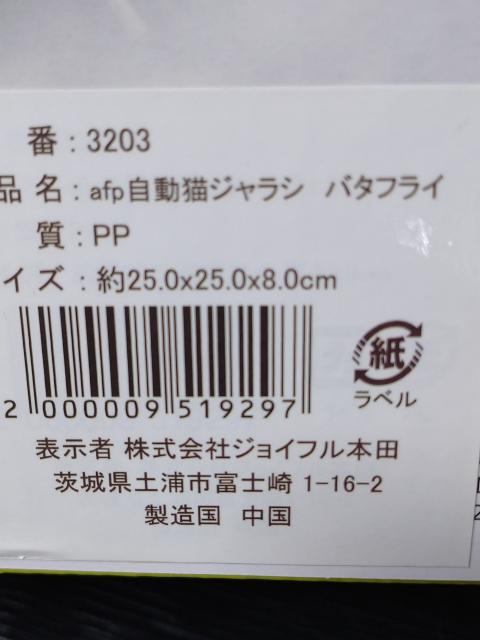 番 : 3203
品 名 : afp自動猫ジャラシ バタフライ
質 : PP
イズ : 約25.0x25.0x8.0cm
紙
ラベル
2 000009 519297
表示者 株式会社ジョイフル本田
茨城県土浦市富士崎 1-16-2
製造国 中国